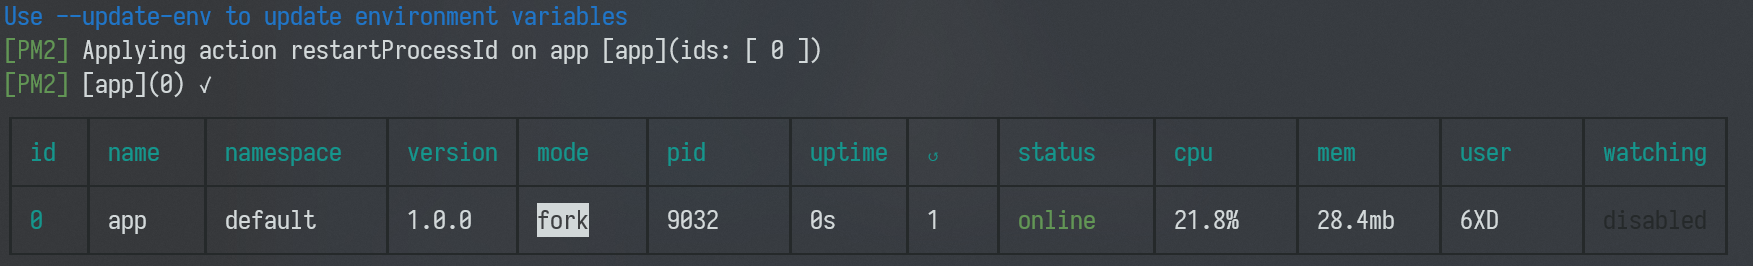 Use --update-env to update environment variables
[PM2] Applying action restartProcessId on app [app](ids: [ 0 ])
[PM2] [app](0) ✓
id name namespace version mode pid uptime ↺ status cpu mem user watching
0 app default 1.0.0 fork 9032 0s 1 online 21.8% 28.4mb 6XD disabled